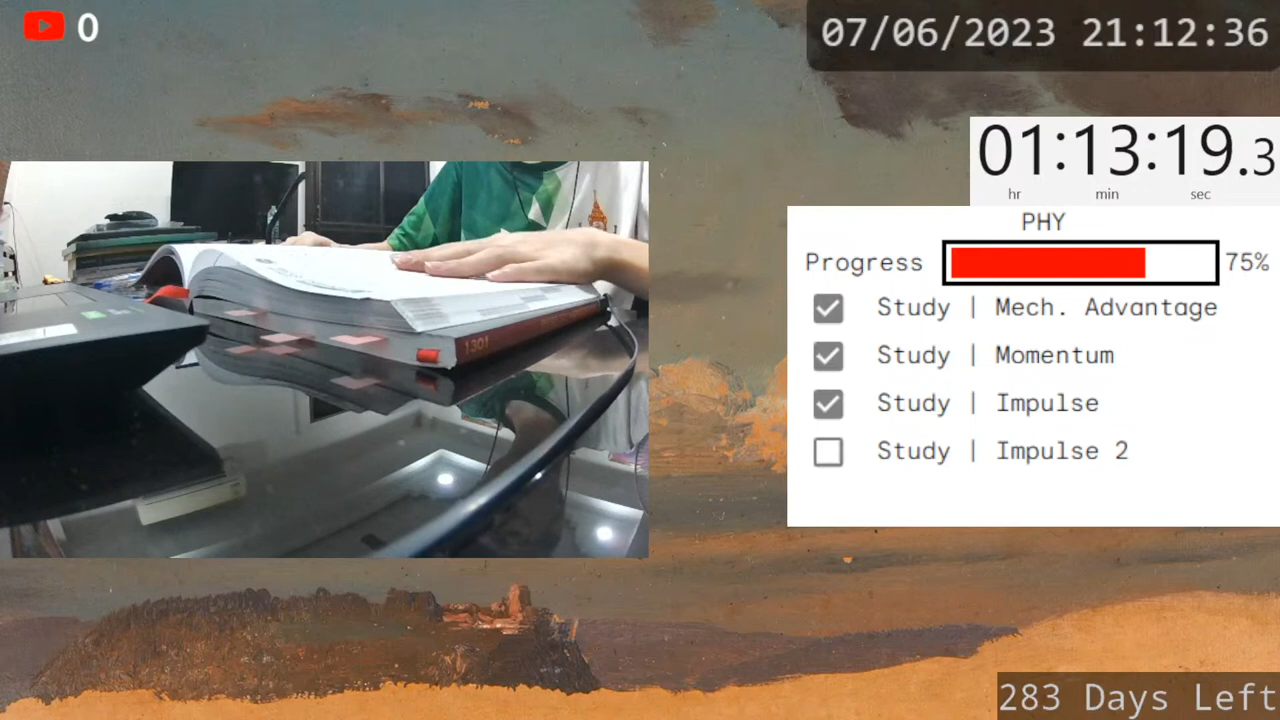 0
07/06/2023 21:12:36
01:13:19.3
hr min sec
PHY
Progress 75%
Study | Mech. Advantage
Study | Momentum
Study | Impulse
Study | Impulse 2
1301
283 Days Left